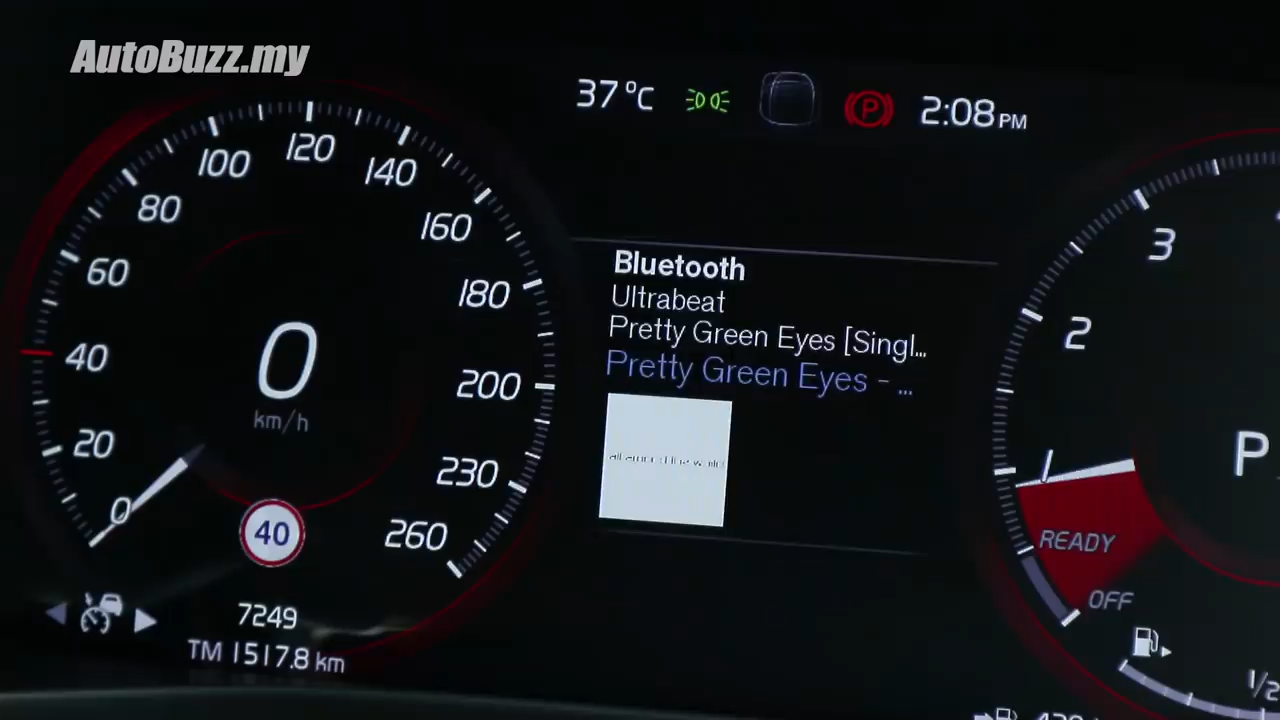 AutoBuzz.my
37°C
P
2:08PM
0
20
40
60
80
100
120
140
160
180
200
230
260
0
km/h
40
7249
TM 1517.8 km
Bluetooth
Ultrabeat
Pretty Green Eyes [Singl...
Pretty Green Eyes - ...
1
2
3
P
READY
OFF
1/2